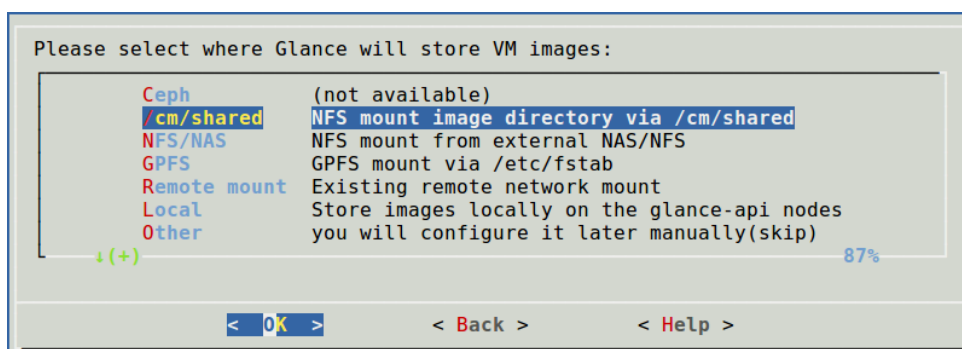 Please select where Glance will store VM images:
Ceph (not available)
/cm/shared NFS mount image directory via /cm/shared
NFS/NAS NFS mount from external NAS/NFS
GPFS GPFS mount via /etc/fstab
Remote mount Existing remote network mount
Local Store images locally on the glance-api nodes
Other you will configure it later manually(skip)
↓(+) 87%
< OK > < Back > < Help >